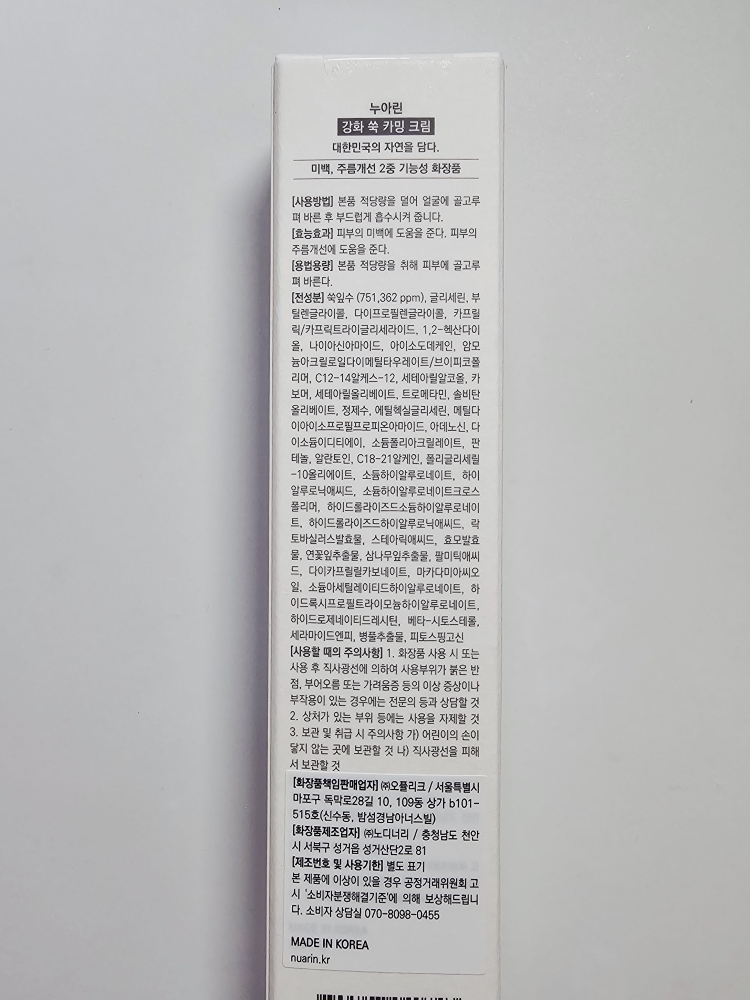 누아린
강화 쑥 카밍 크림
대한민국의 자연을 담다.
미백, 주름개선 2중 기능성 화장품
[사용방법] 본품 적당량을 덜어 얼굴에 골고루
펴 바른 후 부드럽게 흡수시켜 줍니다.
[효능효과] 피부의 미백에 도움을 준다. 피부의
주름개선에 도움을 준다.
[용법용량] 본품 적당량을 취해 피부에 골고루
펴 바른다.
[전성분] 쑥잎수 (751,362 ppm), 글리세린, 부
틸렌글라이콜, 다이프로필렌글라이콜, 카프릴
릭/카프릭트라이글리세라이드, 1,2-헥산다이
올, 나이아신아마이드, 아이소도데케인, 암모
늄아크릴로일다이메틸타우레이트/브이피코폴
리머, C12-14알케스-12, 세테아릴알코올, 카
보머, 세테아릴올리베이트, 트로메타민, 솔비탄
올리베이트, 정제수, 에틸헥실글리세린, 메틸다
이아이소프로필프로피온아마이드, 아데노신, 다
이소듐이디티에이, 소듐폴리아크릴레이트, 판
테놀, 알란토인, C18-21알케인, 폴리글리세릴
-10올리에이트, 소듐하이알루로네이트, 하이
알루로닉애씨드, 소듐하이알루로네이트크로스
폴리머, 하이드롤라이즈드소듐하이알루로네이
트, 하이드롤라이즈드하이알루로닉애씨드, 락
토바실러스발효물, 스테아릭애씨드, 효모발효
물, 연꽃잎추출물, 삼나무잎추출물, 팔미틱애씨
드, 다이카프릴릴카보네이트, 마카다미아씨오
일, 소듐아세틸레이티드하이알루로네이트, 하
이드록시프로필트라이모늄하이알루로네이트,
하이드로제네이티드레시틴, 베타-시토스테롤,
세라마이드엔피, 병풀추출물, 피토스핑고신
[사용할 때의 주의사항] 1. 화장품 사용 시 또는
사용 후 직사광선에 의하여 사용부위가 붉은 반
점, 부어오름 또는 가려움증 등의 이상 증상이나
부작용이 있는 경우에는 전문의 등과 상담할 것
2. 상처가 있는 부위 등에는 사용을 자제할 것
3. 보관 및 취급 시 주의사항 가) 어린이의 손이
닿지 않는 곳에 보관할 것 나) 직사광선을 피해
서 보관할 것
[화장품책임판매업자] ㈜오퓰리크 / 서울특별시
마포구 독막로28길 10, 109동 상가 b101-
515호(신수동, 밤섬경남아너스빌)
[화장품제조업자] ㈜노디너리 / 충청남도 천안
시 서북구 성거읍 성거산단2로 81
[제조번호 및 사용기한] 별도 표기
본 제품에 이상이 있을 경우 공정거래위원회 고
시 '소비자분쟁해결기준'에 의해 보상해드립니
다. 소비자 상담실 070-8098-0455
MADE IN KOREA
nuarin.kr